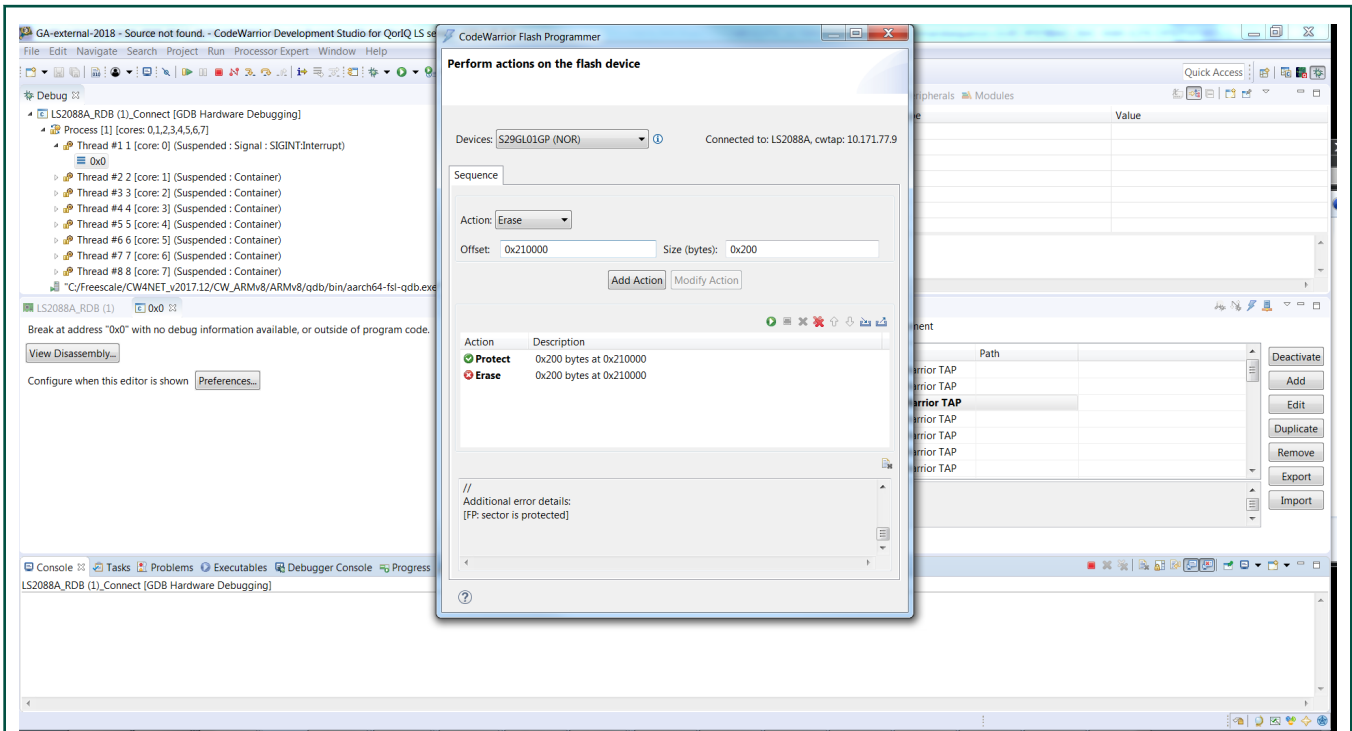 GA-external-2018 - Source not found. - CodeWarrior Development Studio for QorIQ LS se
File Edit Navigate Search Project Run Processor Expert Window Help
Quick Access
Debug
LS2088A_RDB (1)_Connect [GDB Hardware Debugging]
Process [1] [cores: 0,1,2,3,4,5,6,7]
Thread #1 1 [core: 0] (Suspended : Signal : SIGINT:Interrupt)
0x0
Thread #2 2 [core: 1] (Suspended : Container)
Thread #3 3 [core: 2] (Suspended : Container)
Thread #4 4 [core: 3] (Suspended : Container)
Thread #5 5 [core: 4] (Suspended : Container)
Thread #6 6 [core: 5] (Suspended : Container)
Thread #7 7 [core: 6] (Suspended : Container)
Thread #8 8 [core: 7] (Suspended : Container)
"C:/Freescale/CW4NET_v2017.12/CW_ARMv8/ARMv8/gdb/bin/aarch64-fsl-gdb.exe
LS2088A_RDB (1) 0x0
Break at address "0x0" with no debug information available, or outside of program code.
View Disassembly...
Configure when this editor is shown Preferences...
CodeWarrior Flash Programmer
Perform actions on the flash device
Devices: S29GL01GP (NOR) Connected to: LS2088A, cwtap: 10.171.77.9
Sequence
Action: Erase
Offset: 0x210000 Size (bytes): 0x200
Add Action Modify Action
Action Description
Protect 0x200 bytes at 0x210000
Erase 0x200 bytes at 0x210000
//
Additional error details:
[FP: sector is protected]
ripherals Modules
Value
nent
Path
arrior TAP
arrior TAP
arrior TAP
arrior TAP
arrior TAP
arrior TAP
arrior TAP
Deactivate
Add
Edit
Duplicate
Remove
Export
Import
Console Tasks Problems Executables Debugger Console Progress
LS2088A_RDB (1)_Connect [GDB Hardware Debugging]